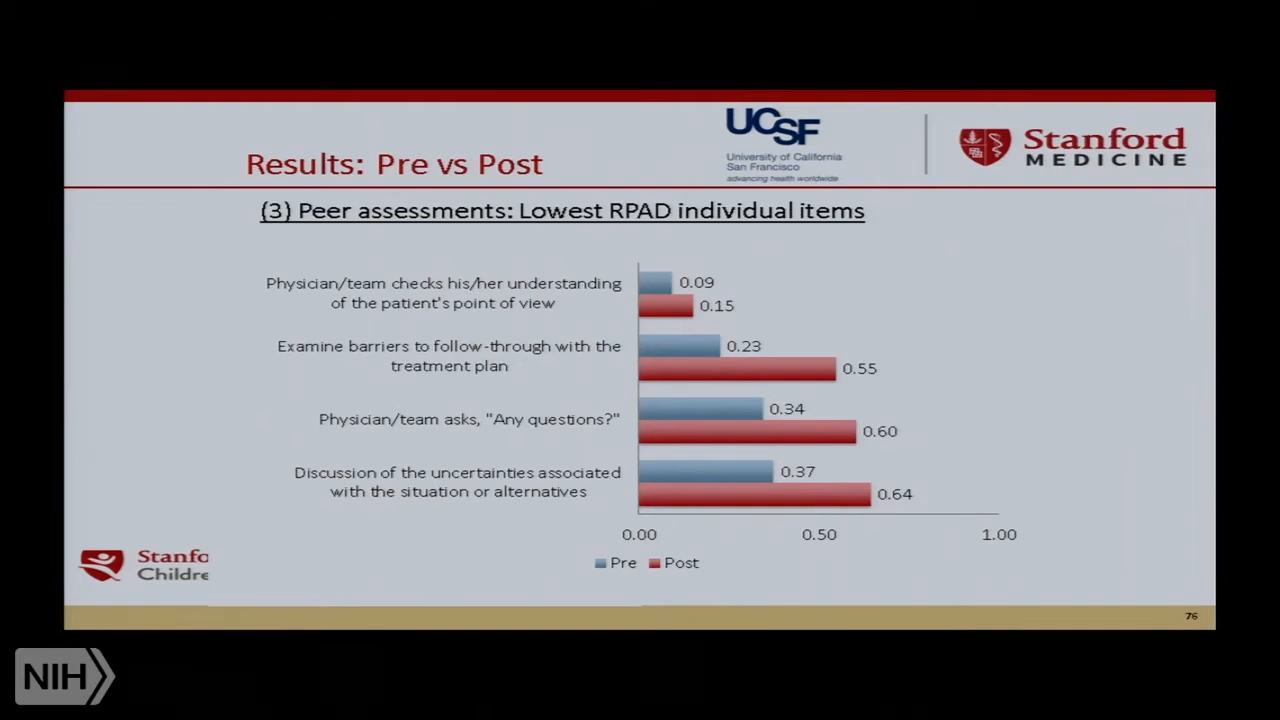 UCSF
University of California
San Francisco
advancing health worldwide
Stanford
MEDICINE
Results: Pre vs Post
(3) Peer assessments: Lowest RPAD individual items
Physician/team checks his/her understanding
of the patient's point of view
0.09
0.15
Examine barriers to follow-through with the
treatment plan
0.23
0.55
Physician/team asks, "Any questions?"
0.34
0.60
Discussion of the uncertainties associated
with the situation or alternatives
0.37
0.64
0.00 0.50 1.00
Pre Post
Stanfo
Childre
76
NIH